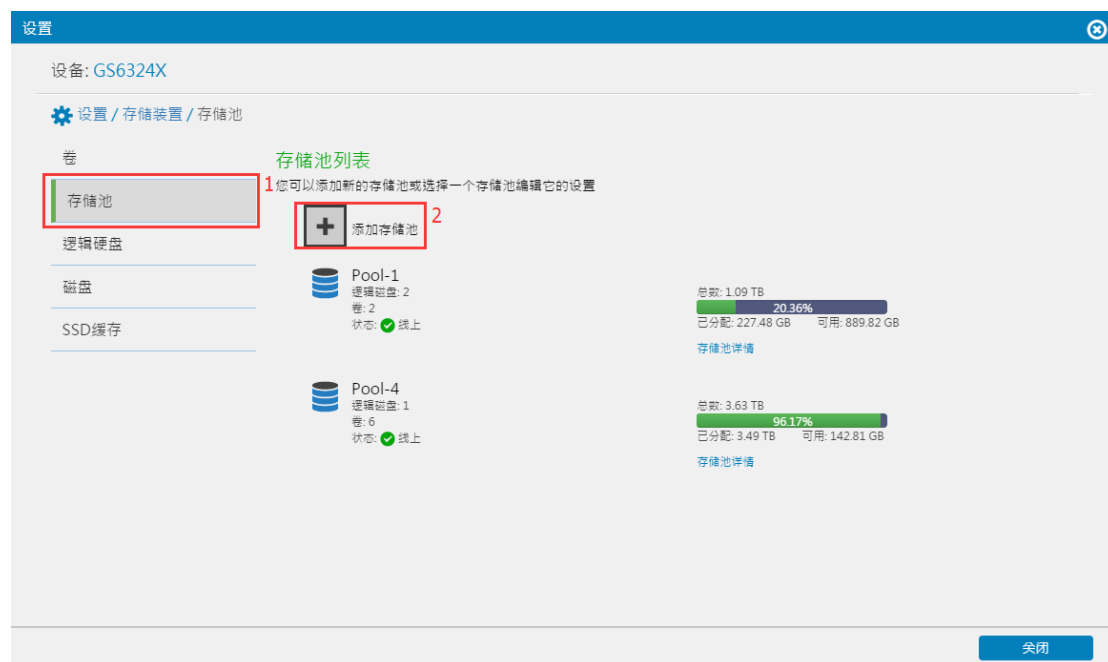 设置
设备: GS6324X
设置 / 存储装置 / 存储池
卷
存储池
逻辑硬盘
磁盘
SSD缓存
存储池列表
1 您可以添加新的存储池或选择一个存储池编辑它的设置
添加存储池 2
Pool-1
逻辑磁盘: 2
卷: 2
状态: 线上
总数: 1.09 TB
20.36%
已分配: 227.48 GB 可用: 889.82 GB
存储池详情
Pool-4
逻辑磁盘: 1
卷: 6
状态: 线上
总数: 3.63 TB
96.17%
已分配: 3.49 TB 可用: 142.81 GB
存储池详情
关闭